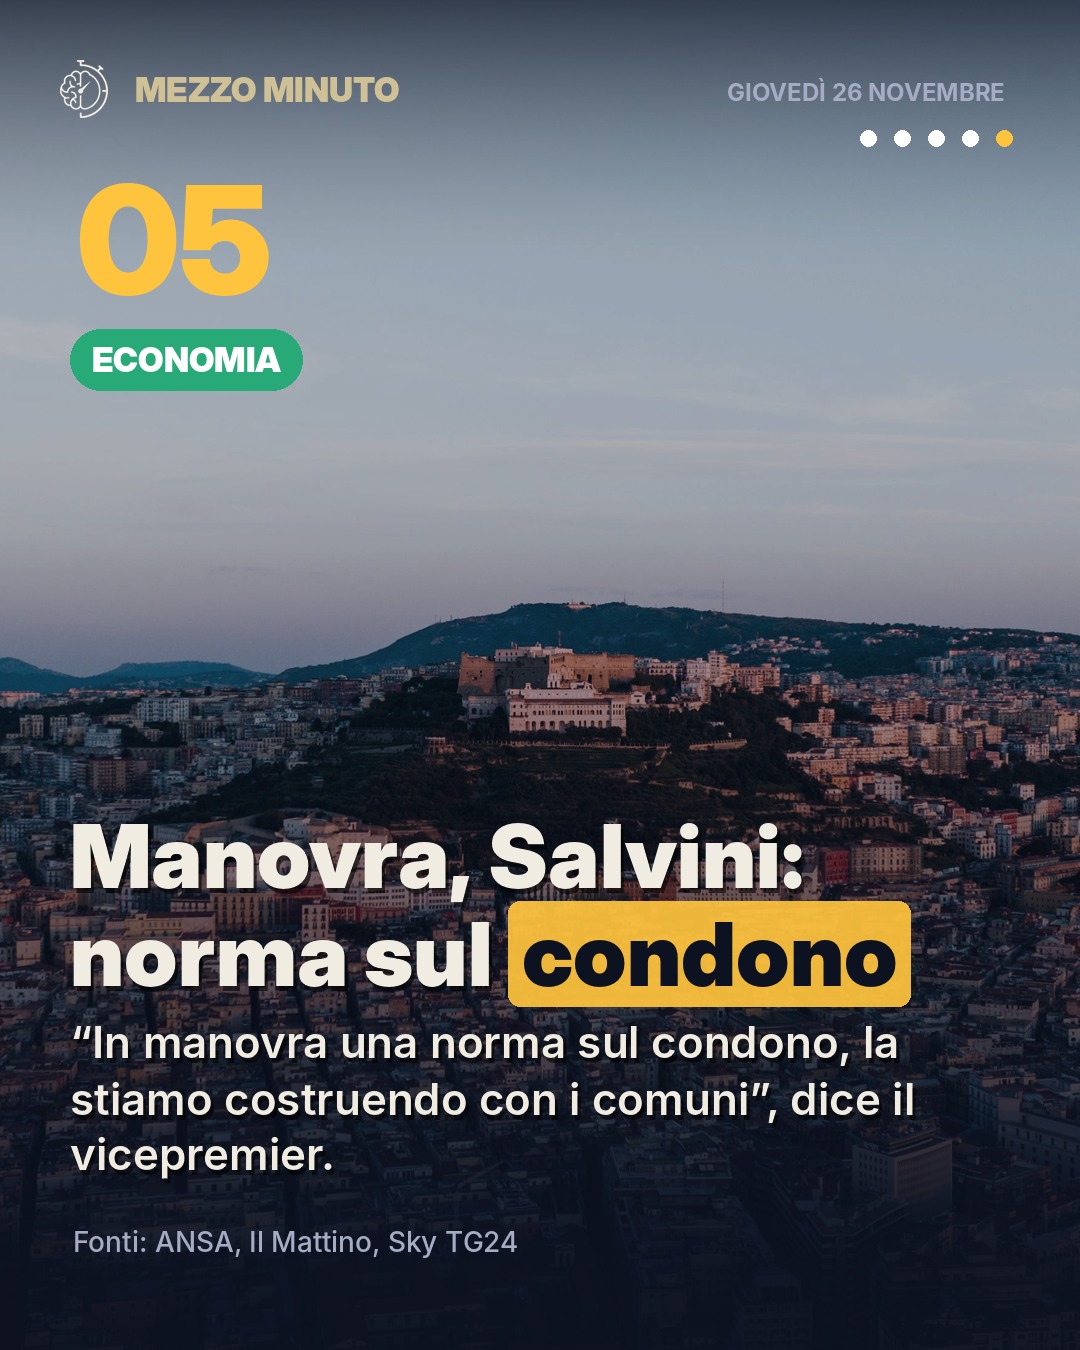 MEZZO MINUTO
GIOVEDÌ 26 NOVEMBRE
05
ECONOMIA
Manovra, Salvini:
norma sul condono
“In manovra una norma sul condono, la
stiamo costruendo con i comuni”, dice il
vicepremier.
Fonti: ANSA, Il Mattino, Sky TG24